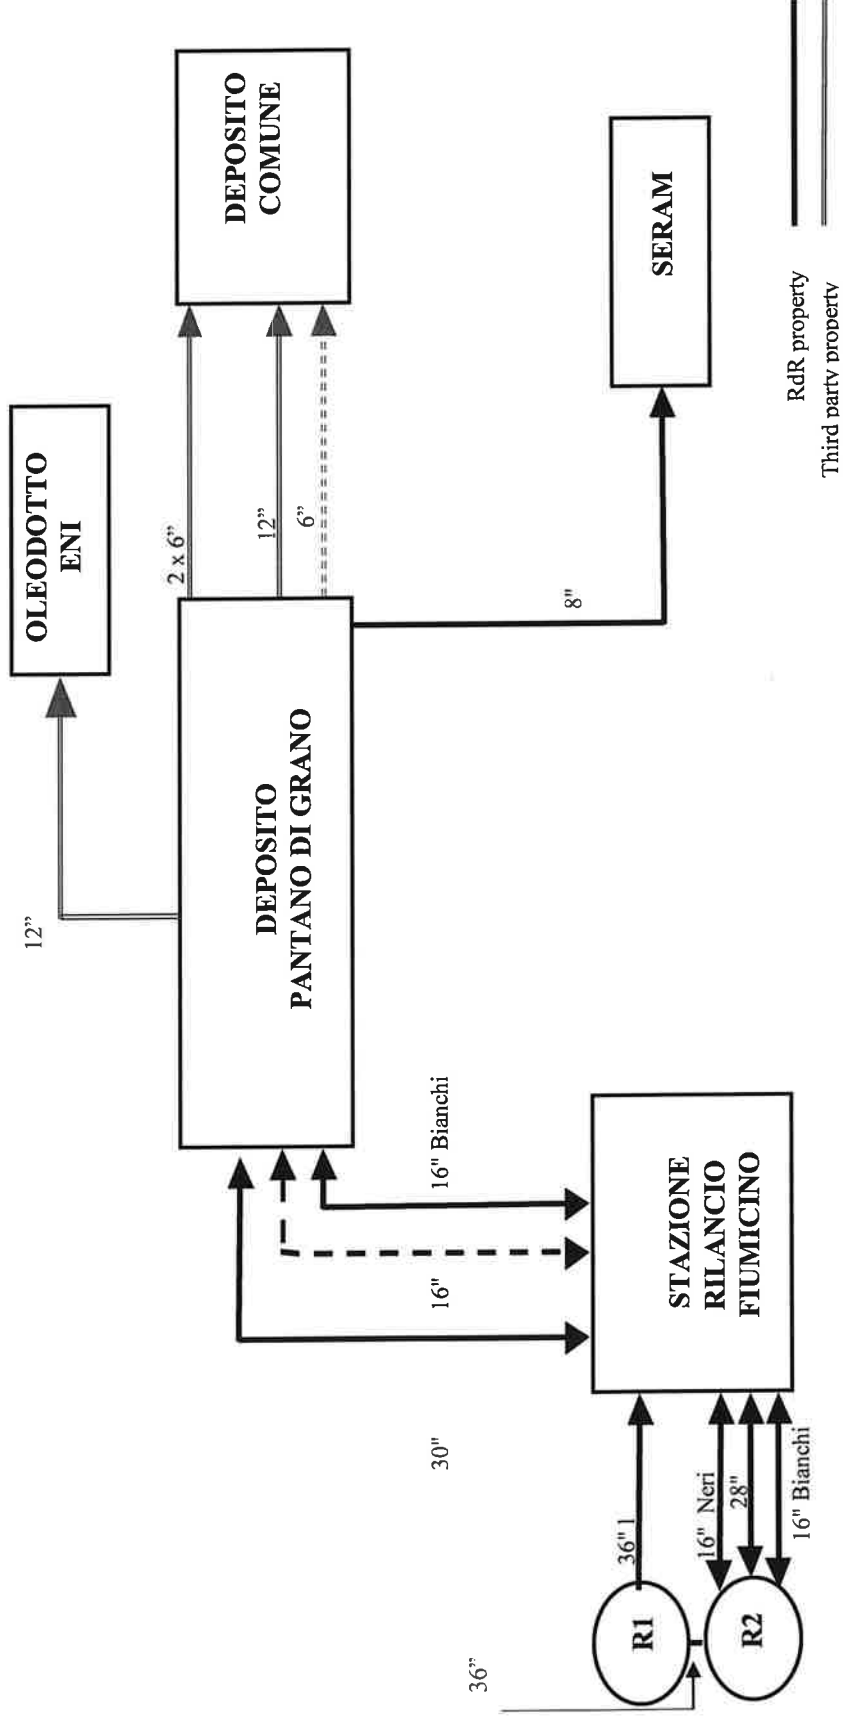 OLEODOTTO
ENI
12”
DEPOSITO
COMUNE
2 x 6”
12”
6”
DEPOSITO
PANTANO DI GRANO
8"
SERAM
16" Bianchi
16"
30"
STAZIONE
RILANCIO
FIUMICINO
36" 1
16" Neri
28"
16" Bianchi
R1
R2
36”
RdR property
Third party property